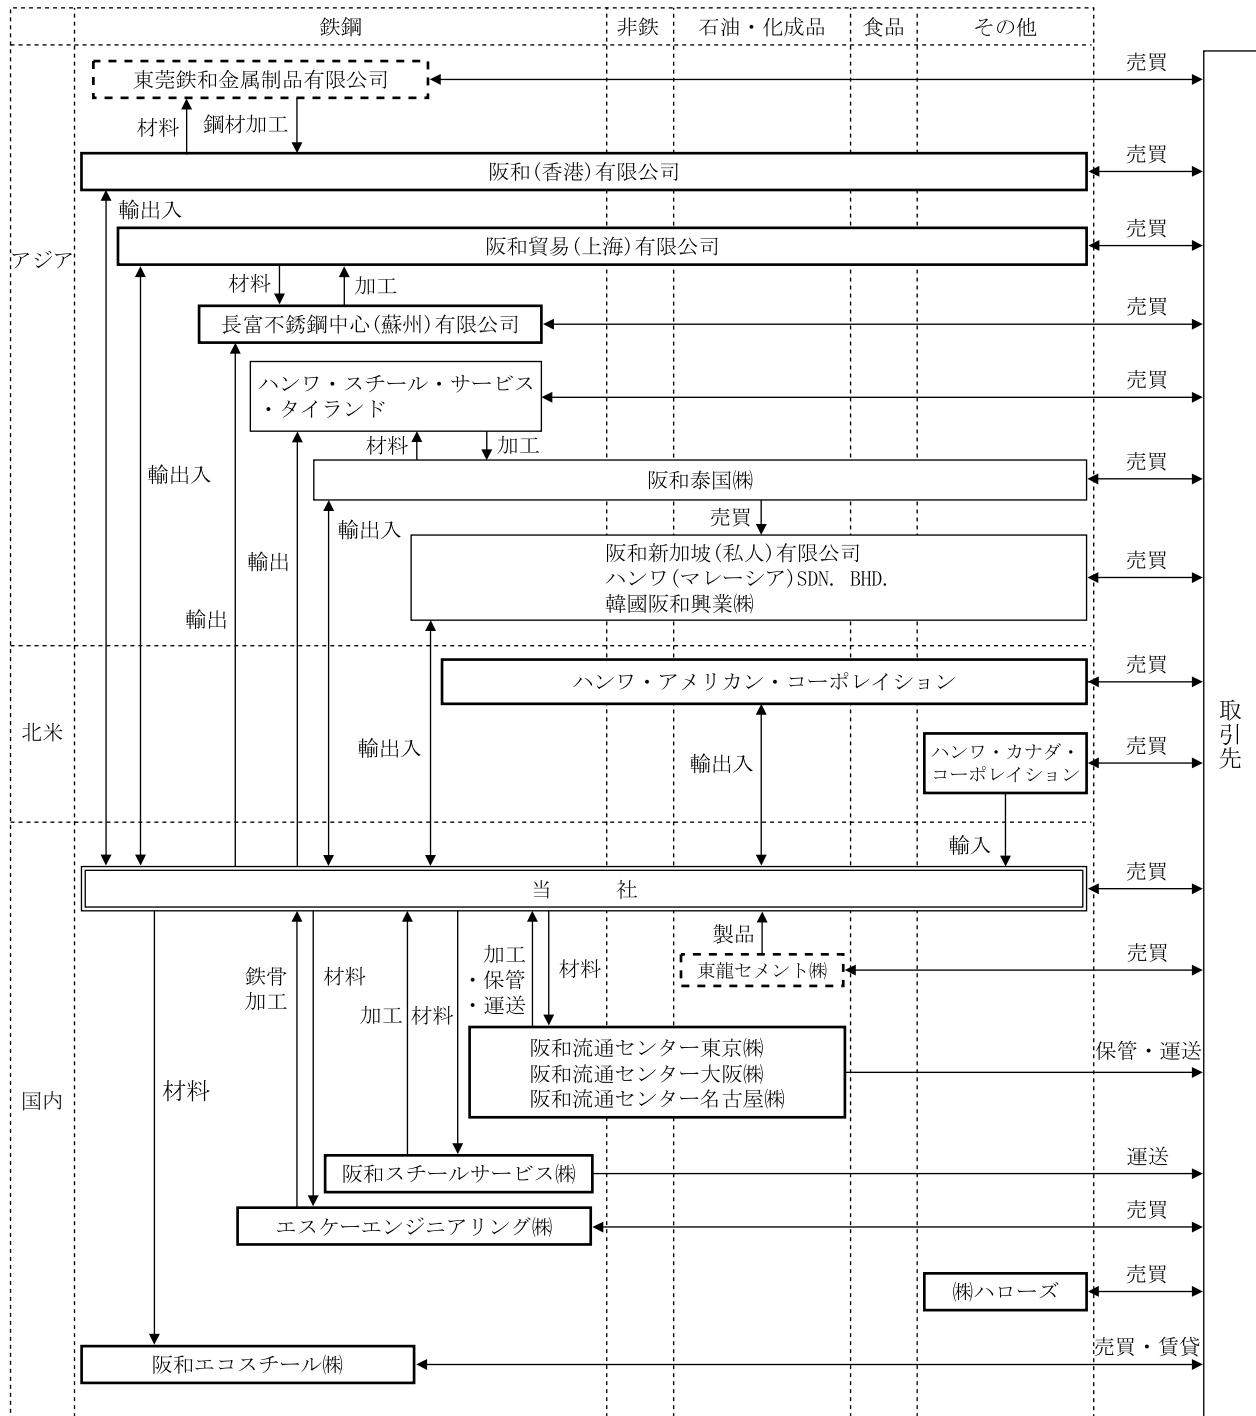 鉄鋼
非鉄
石油・化成品
食品
その他
アジア
東莞鉄和金属制品有限公司
売買
材料
鋼材加工
阪和(香港)有限公司
売買
輸出入
阪和貿易(上海)有限公司
売買
材料
加工
長富不銹鋼中心(蘇州)有限公司
売買
ハンワ・スチール・サービス
・タイランド
売買
材料
加工
輸出入
阪和泰国㈱
売買
輸出入
売買
輸出
阪和新加坡(私人)有限公司
ハンワ(マレーシア)SDN. BHD.
韓國阪和興業㈱
売買
輸出
北米
ハンワ・アメリカン・コーポレイション
売買
取引先
輸出入
輸出入
ハンワ・カナダ・
コーポレイション
売買
輸入
当社
売買
国内
製品
東龍セメント㈱
売買
鉄骨
加工
材料
加工
材料
加工
・保管
・運送
材料
阪和流通センター東京㈱
阪和流通センター大阪㈱
阪和流通センター名古屋㈱
保管・運送
材料
阪和スチールサービス㈱
運送
エスケーエンジニアリング㈱
売買
㈱ハローズ
売買
阪和エコスチール㈱
売買・賃貸